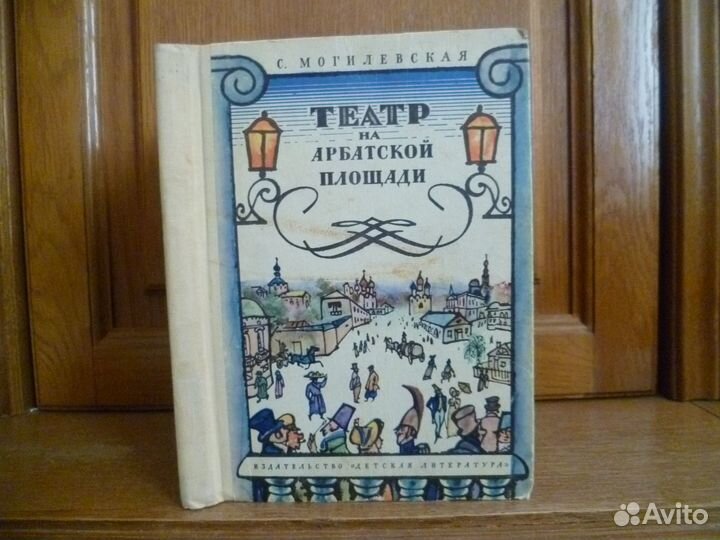 С. МОГИЛЕВСКАЯ
ТЕАТР
НА
АРБАТСКОЙ
ПЛОЩАДИ
ИЗДАТЕЛЬСТВО «ДЕТСКАЯ ЛИТЕРАТУРА»
Avito